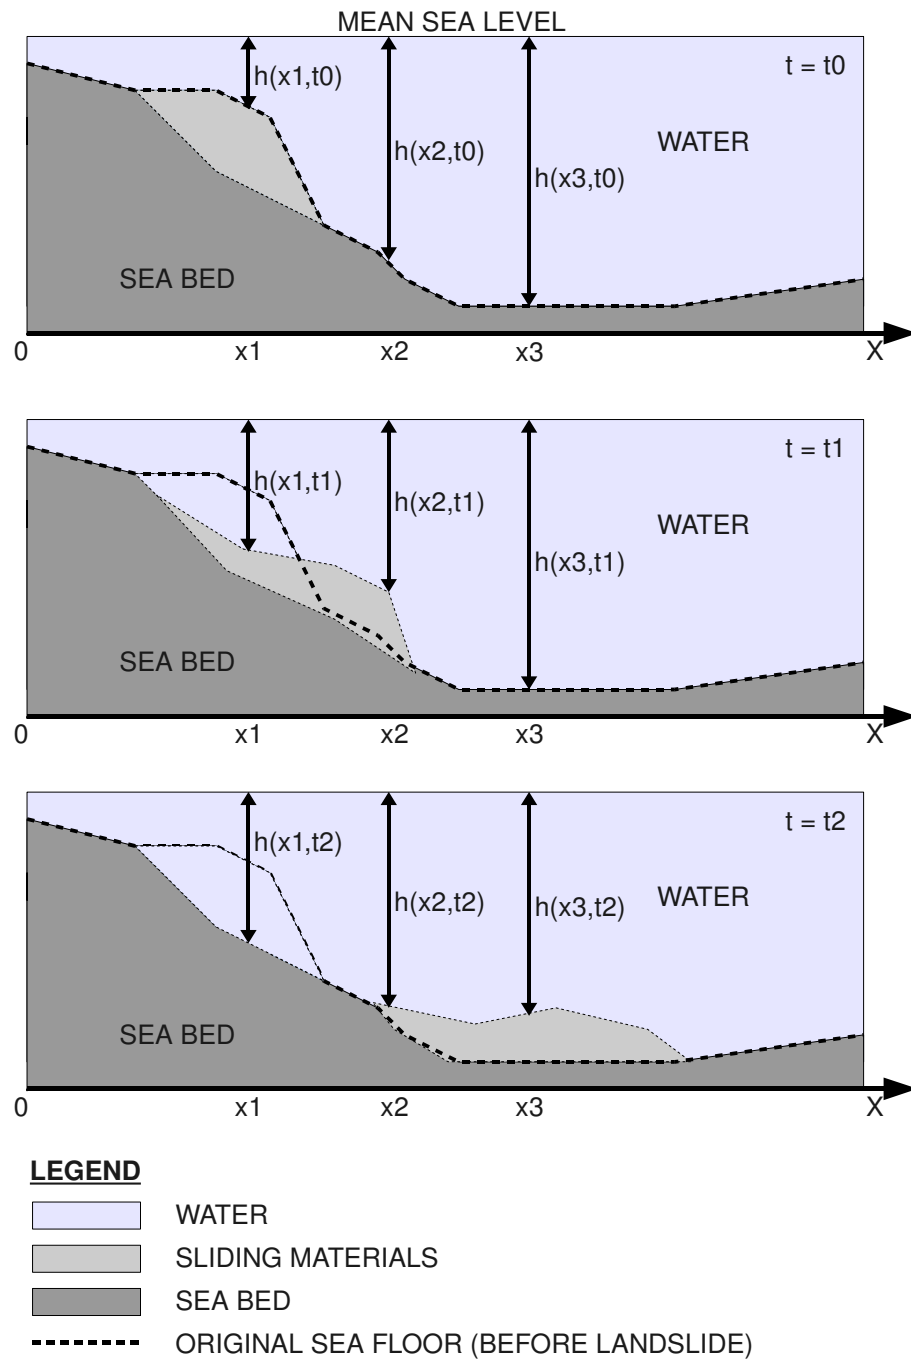 MEAN SEA LEVEL
t = t0
h(x1,t0)
WATER
h(x2,t0)
h(x3,t0)
SEA BED
0 x1 x2 x3 X
t = t1
h(x1,t1)
h(x2,t1)
WATER
h(x3,t1)
SEA BED
0 x1 x2 x3 X
t = t2
h(x1,t2)
WATER
h(x2,t2)
h(x3,t2)
SEA BED
0 x1 x2 x3 X
LEGEND
WATER
SLIDING MATERIALS
SEA BED
ORIGINAL SEA FLOOR (BEFORE LANDSLIDE)